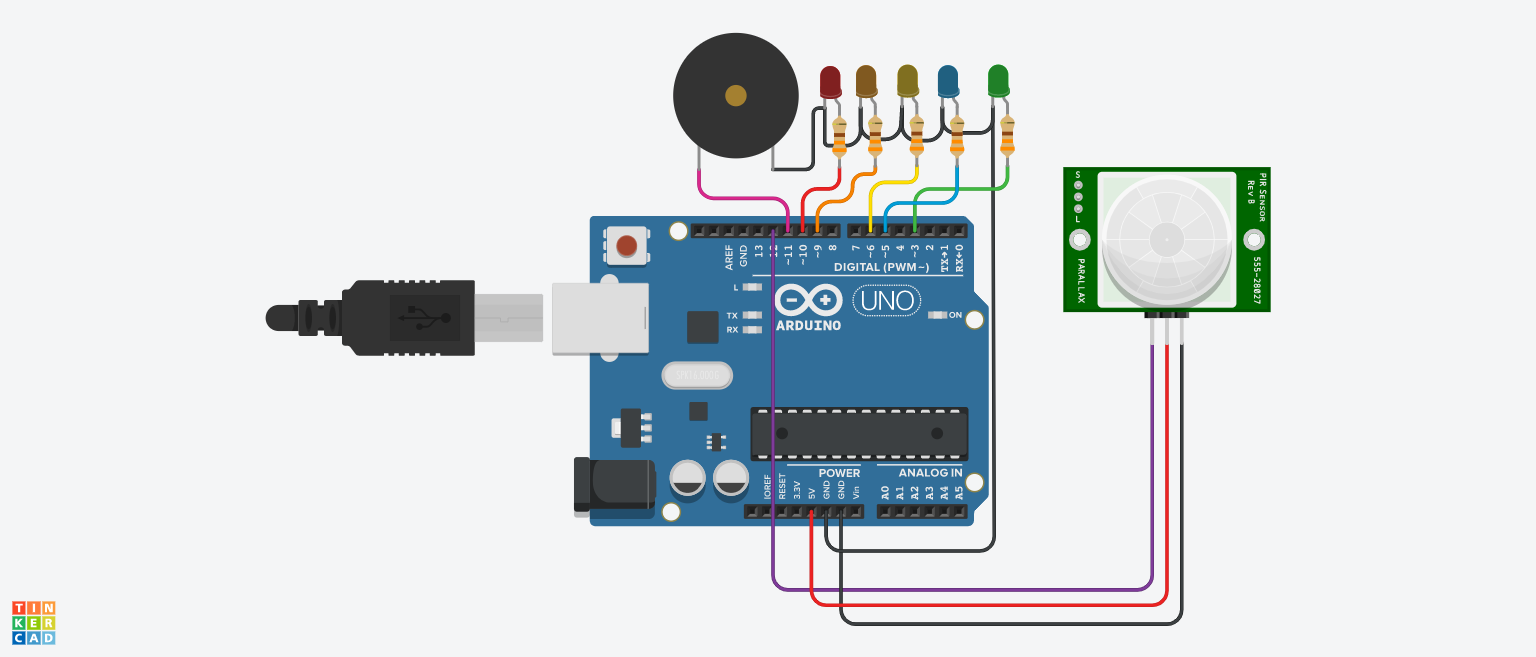 S
L
PIR SENSOR
REV B
PARALLAX
555-28027
AREF
GND
13
12
~11
~10
~9
8
7
~6
~5
4
~3
2
TX→1
RX←0
DIGITAL (PWM~)
L
TX
RX
UNO
ON
ARDUINO
POWER
ANALOG IN
IOREF
RESET
3.3V
5V
GND
GND
Vin
A0
A1
A2
A3
A4
A5
TIN
KER
CAD